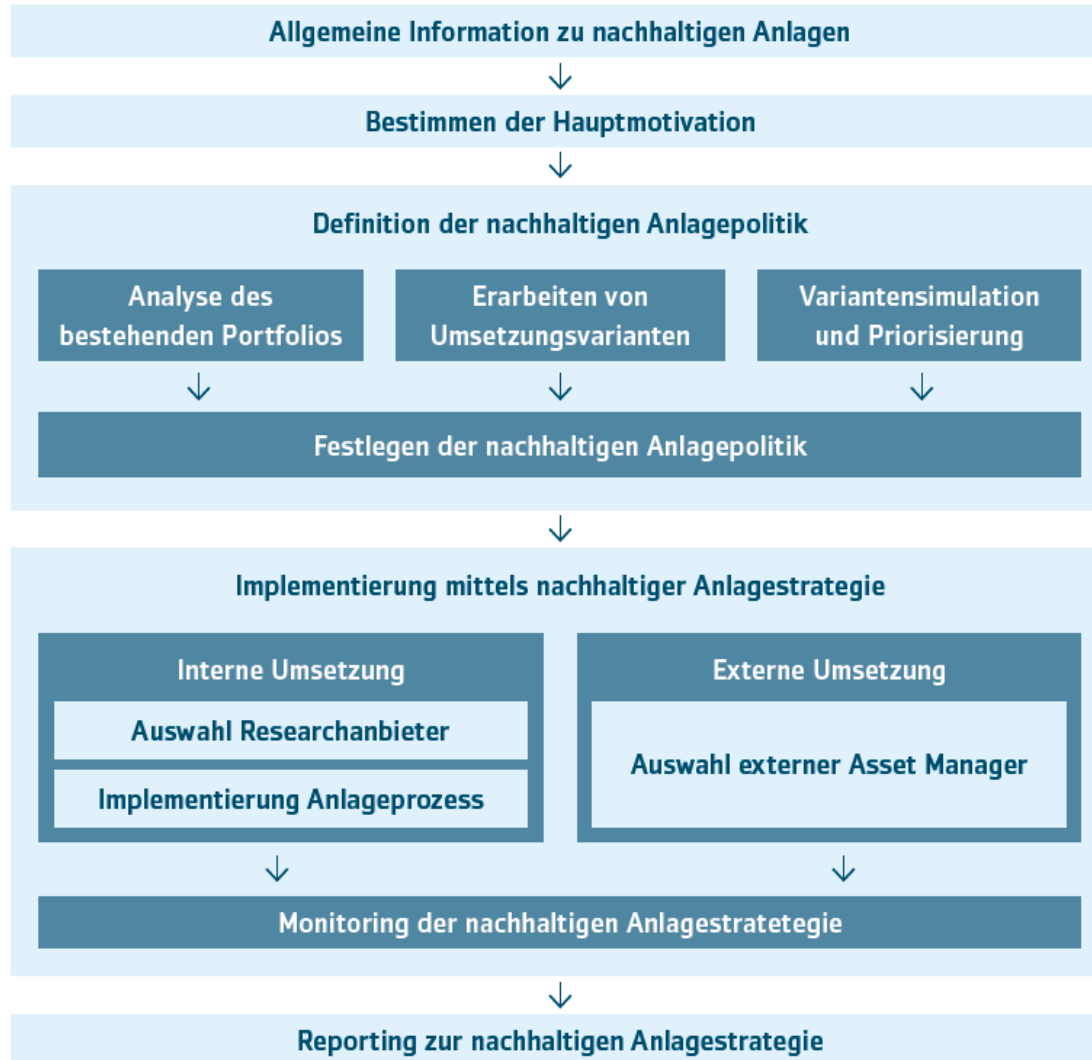 Allgemeine Information zu nachhaltigen Anlagen
Bestimmen der Hauptmotivation
Definition der nachhaltigen Anlagepolitik
Analyse des
bestehenden Portfolios
Erarbeiten von
Umsetzungsvarianten
Variantensimulation
und Priorisierung
Festlegen der nachhaltigen Anlagepolitik
Implementierung mittels nachhaltiger Anlagestrategie
Interne Umsetzung
Auswahl Researchanbieter
Implementierung Anlageprozess
Externe Umsetzung
Auswahl externer Asset Manager
Monitoring der nachhaltigen Anlagestratetegie
Reporting zur nachhaltigen Anlagestrategie